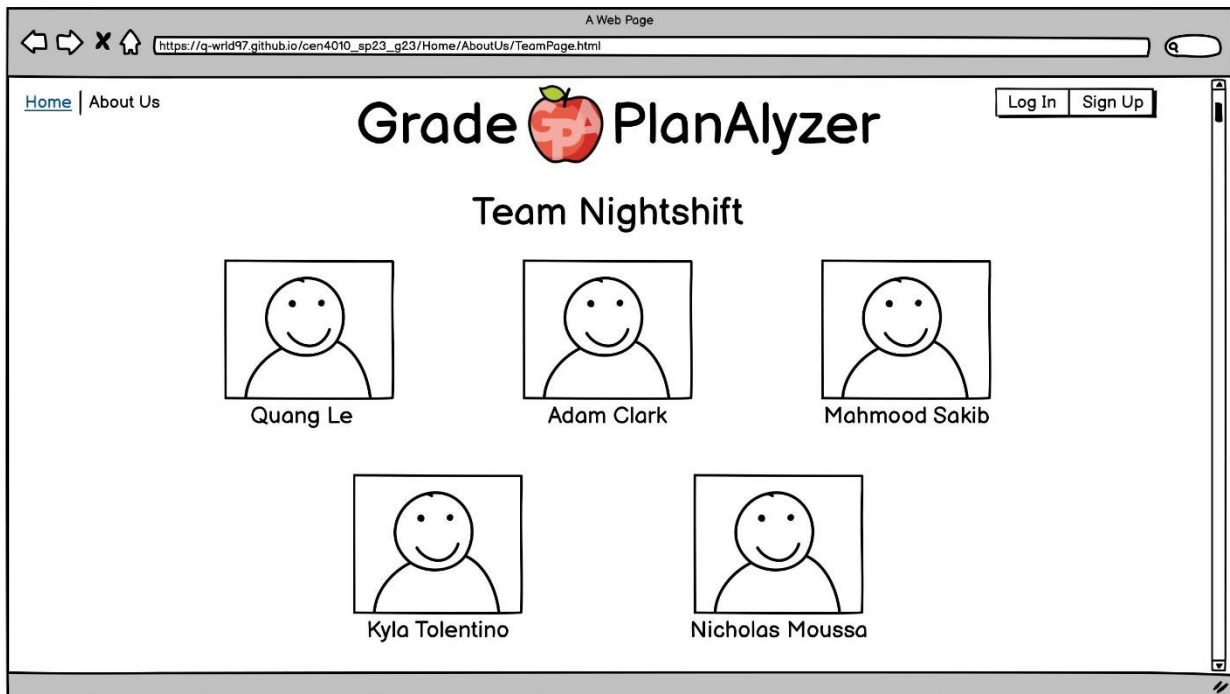 A Web Page
https://q-wrld97.github.io/cen4010_sp23_g23/Home/AboutUs/TeamPage.html
Home | About Us
Log In Sign Up
Grade GPA PlanAlyzer
Team Nightshift
Quang Le Adam Clark Mahmood Sakib
Kyla Tolentino Nicholas Moussa